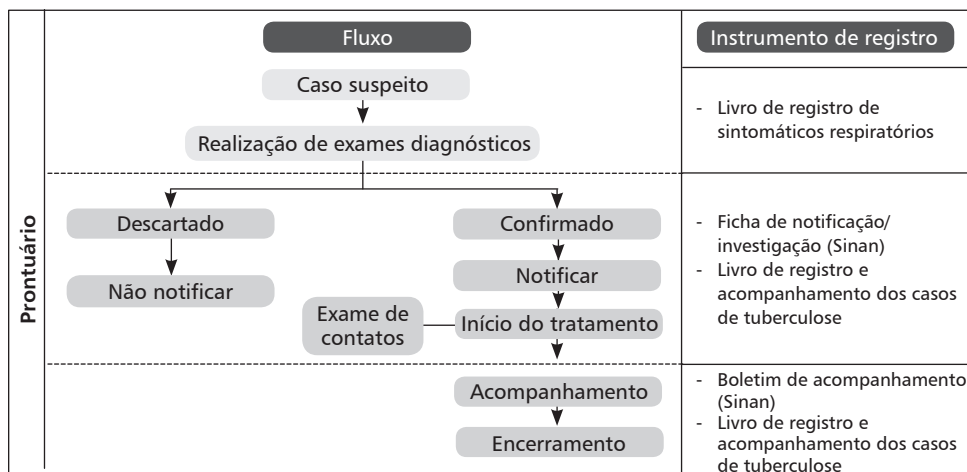 Fluxo
Instrumento de registro
Prontuário
Caso suspeito
Realização de exames diagnósticos
- Livro de registro de
sintomáticos respiratórios
Descartado
Não notificar
Confirmado
Notificar
Exame de
contatos
Início do tratamento
- Ficha de notificação/
investigação (Sinan)
- Livro de registro e
acompanhamento dos casos
de tuberculose
Acompanhamento
Encerramento
- Boletim de acompanhamento
(Sinan)
- Livro de registro e
acompanhamento dos casos
de tuberculose